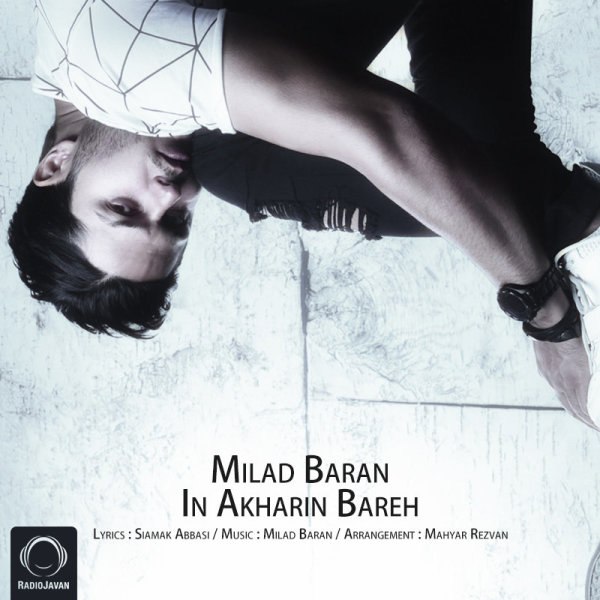 Milad Baran
In Akharin Bareh
Lyrics : Siamak Abbasi / Music : Milad Baran / Arrangement : Mahyar Rezvan
RadioJavan